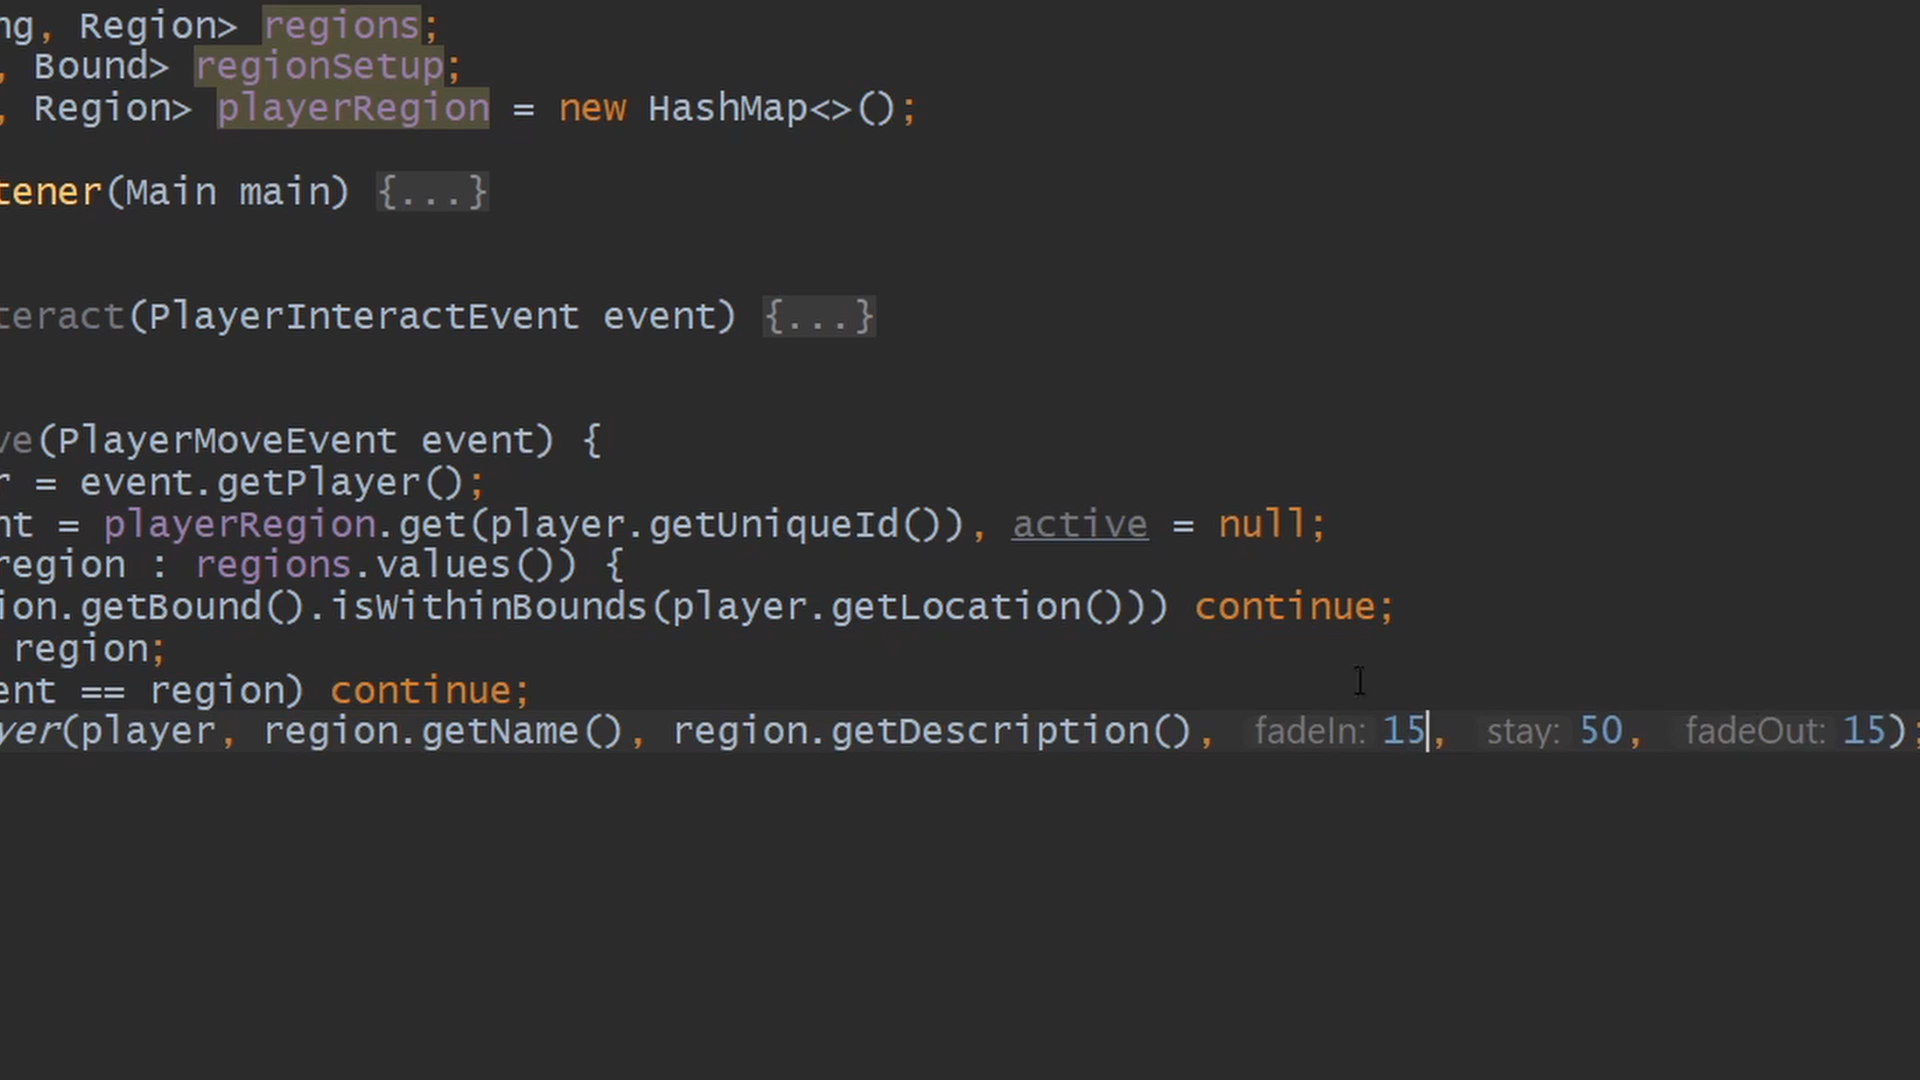 ng, Region> regions;
, Bound> regionSetup;
, Region> playerRegion = new HashMap<>();
tener(Main main) {...}
teract(PlayerInteractEvent event) {...}
ve(PlayerMoveEvent event) {
r = event.getPlayer();
nt = playerRegion.get(player.getUniqueId()), active = null;
region : regions.values()) {
ion.getBound().isWithinBounds(player.getLocation())) continue;
region;
ent == region) continue;
yer(player, region.getName(), region.getDescription(), fadeIn: 15, stay: 50, fadeOut: 15);